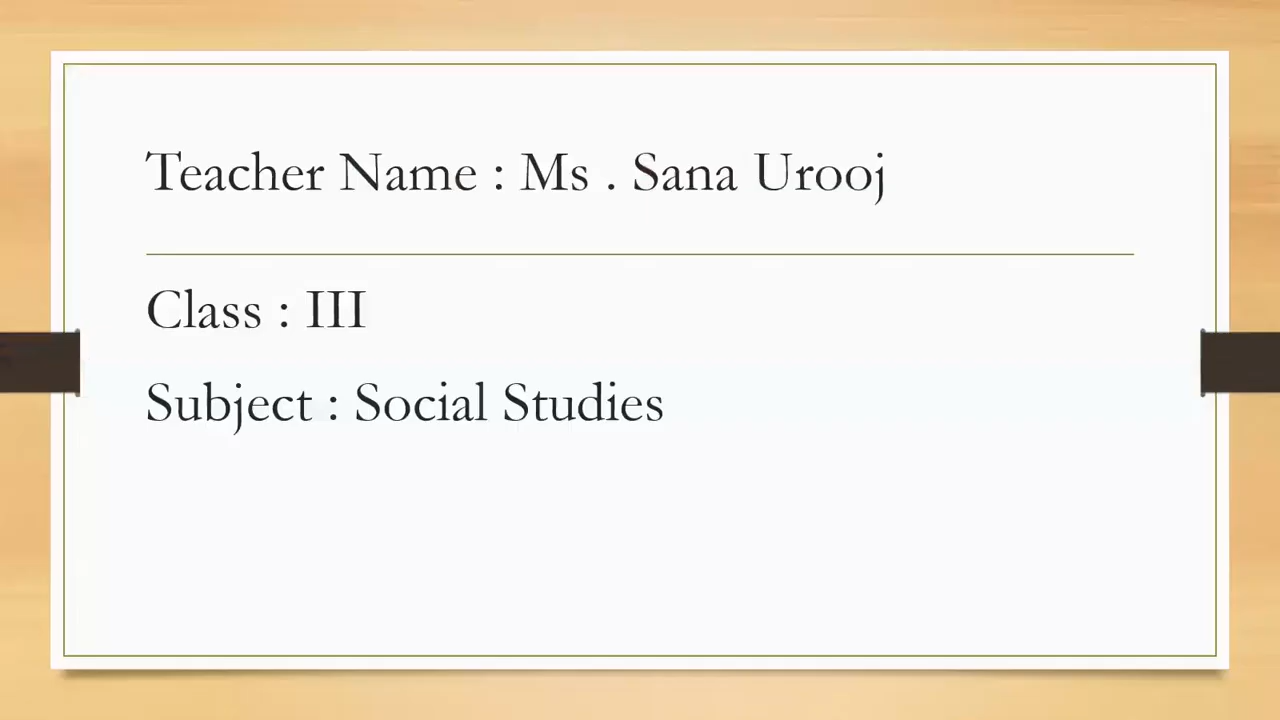 Teacher Name : Ms . Sana Urooj
Class : III
Subject : Social Studies